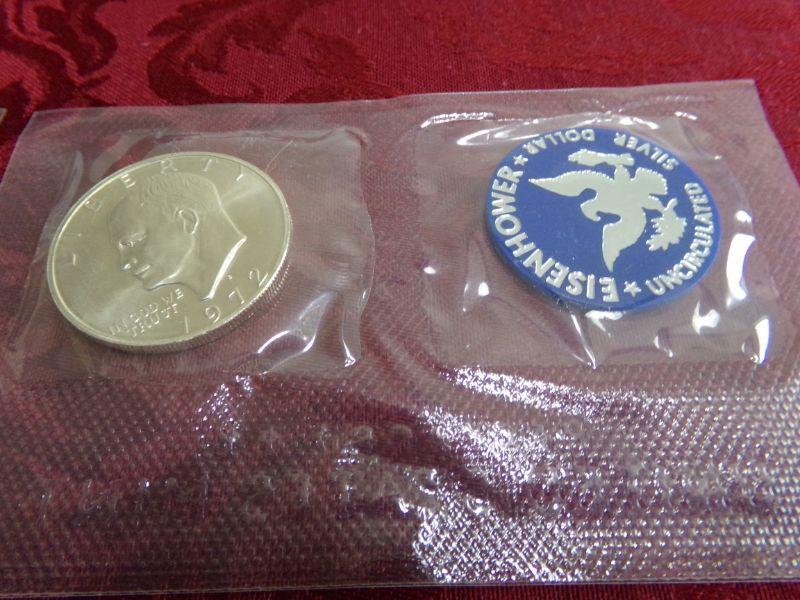 LIBERTY
IN GOD WE
TRUST
1972
EISENHOWER
UNCIRCULATED
SILVER
DOLLAR